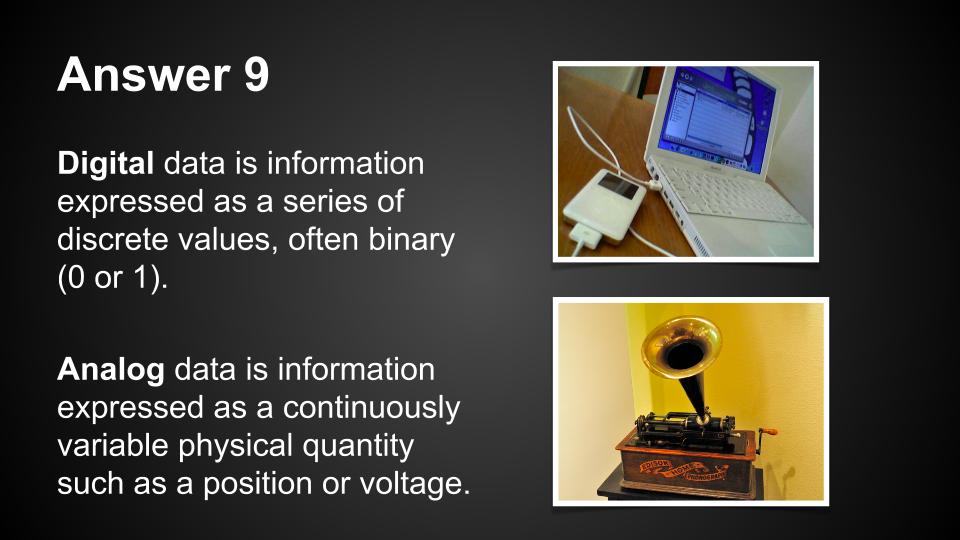 Answer 9
Digital data is information
expressed as a series of
discrete values, often binary
(0 or 1).
Analog data is information
expressed as a continuously
variable physical quantity
such as a position or voltage.
EDISON
HOME
PHONOGRAPH